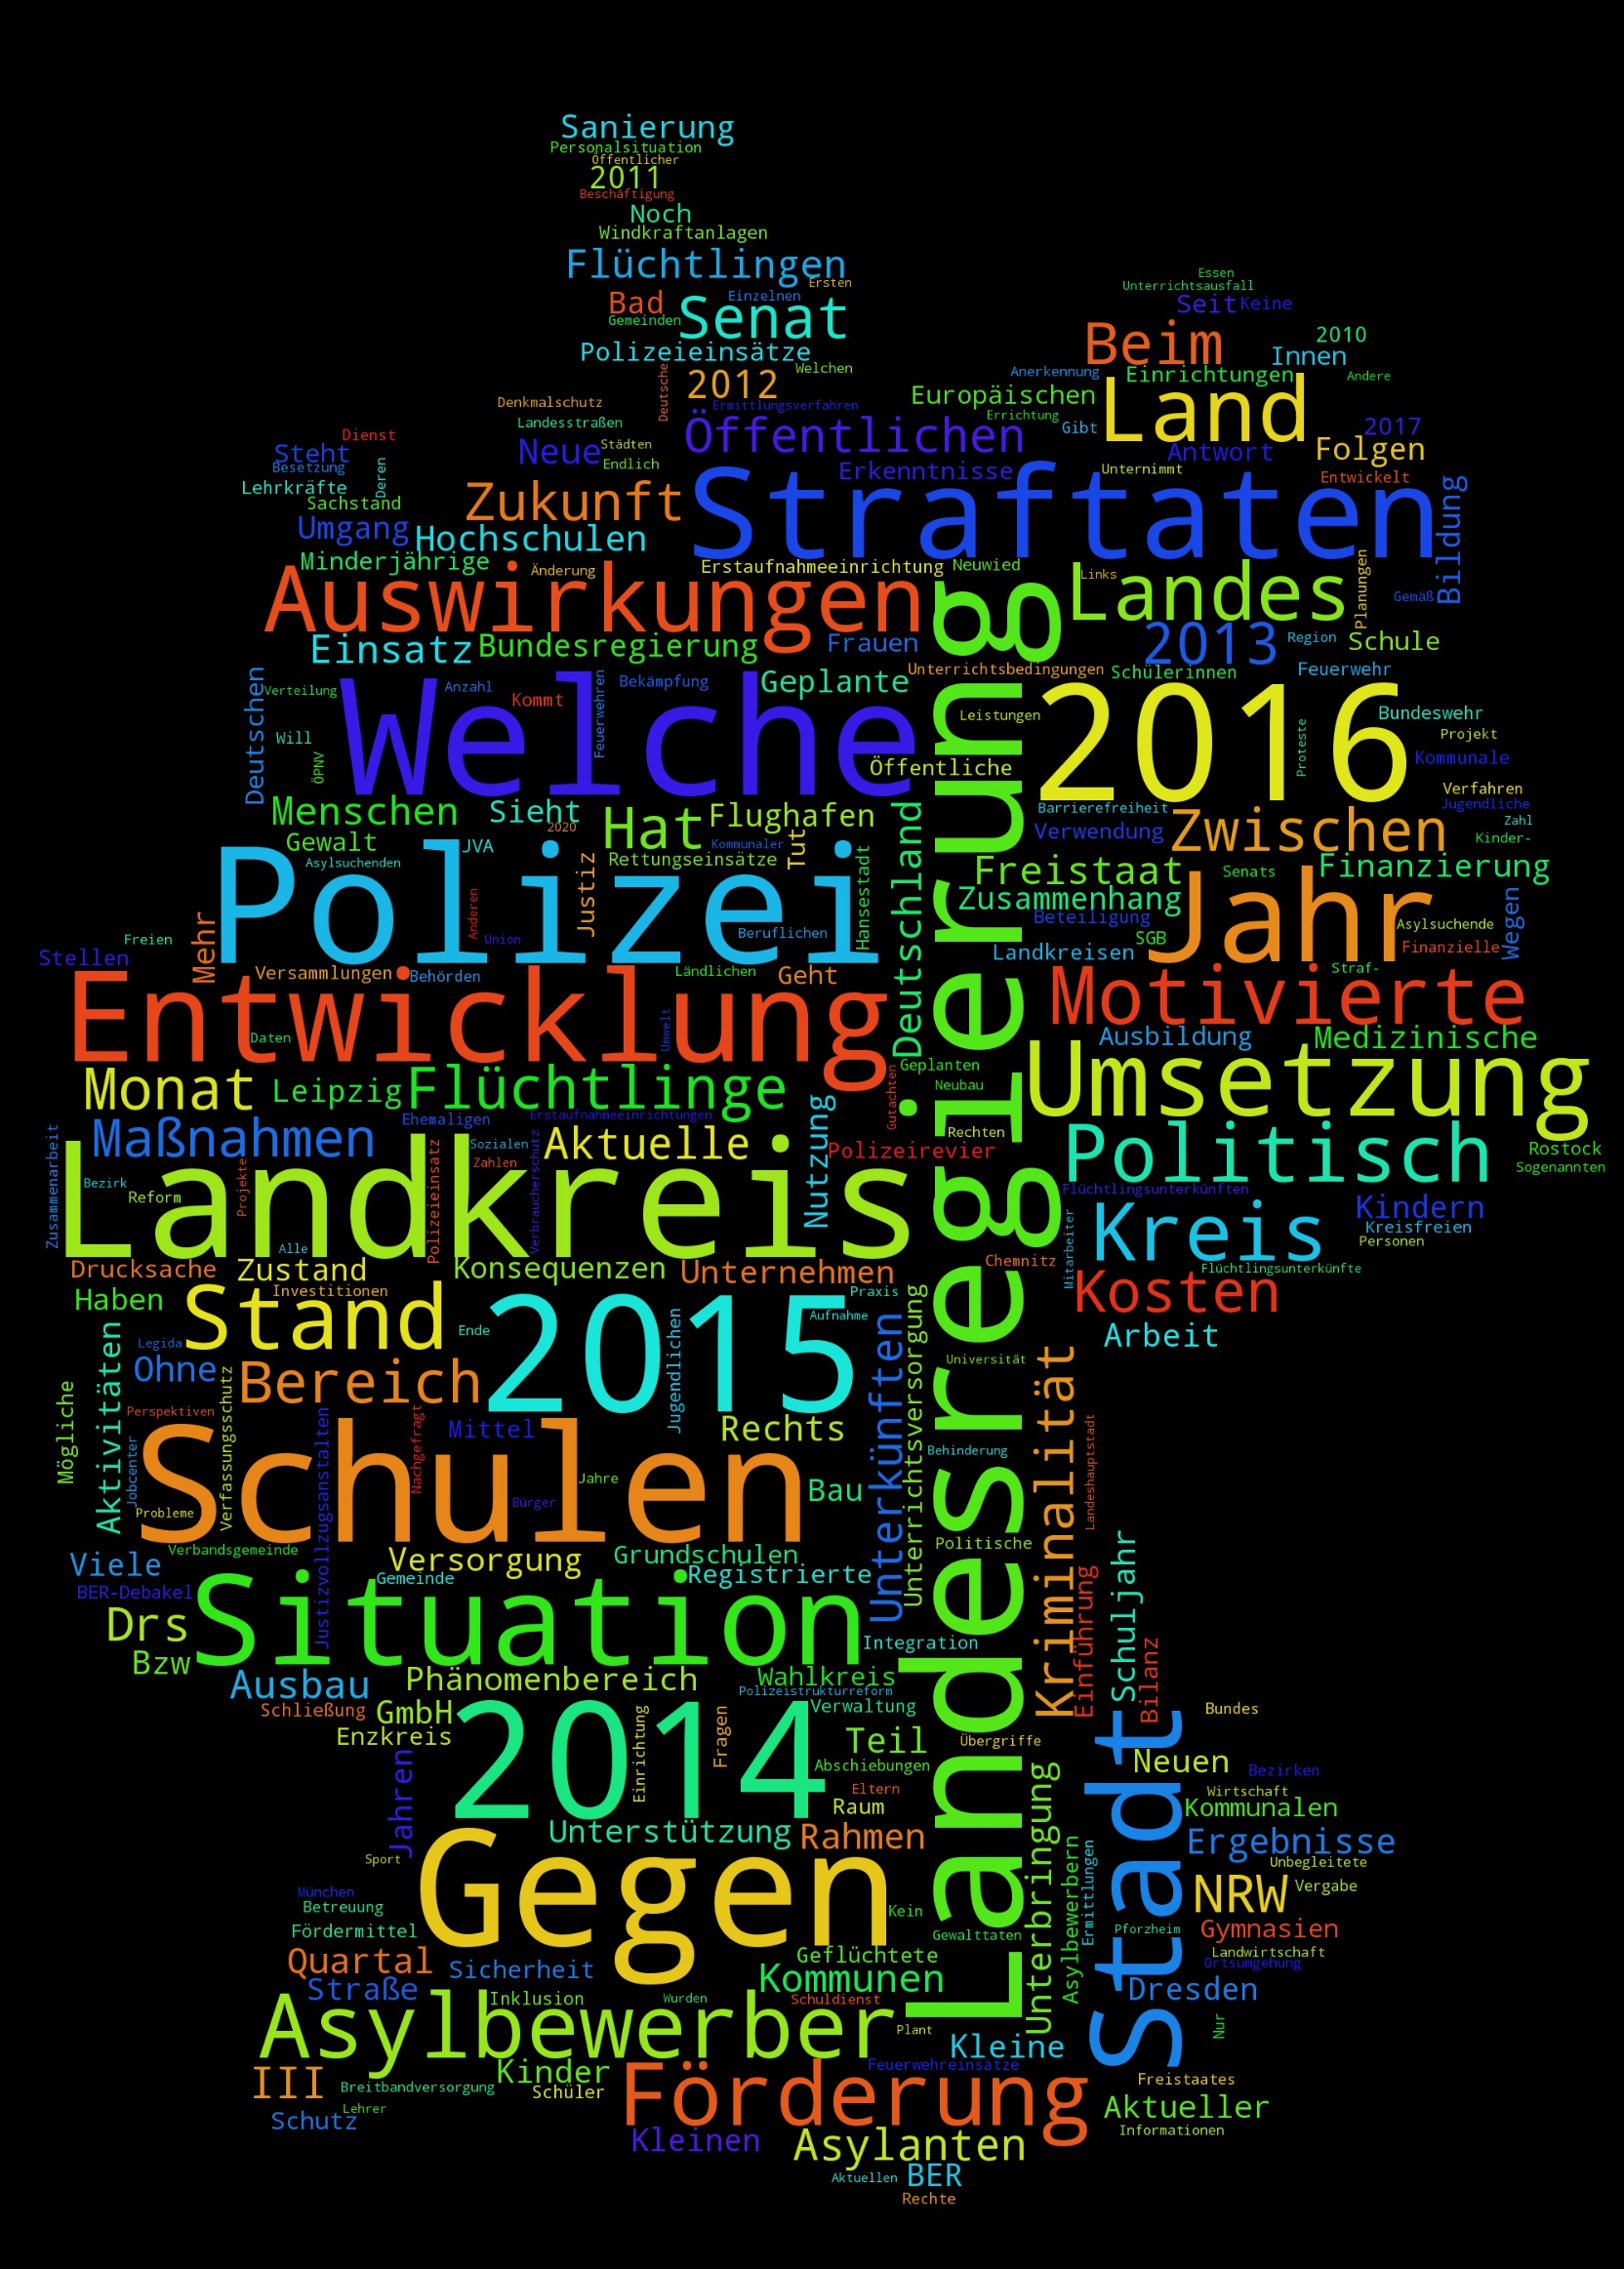 Sanierung
Personalsituation
Öffentlicher
2011
Beschäftigung
Noch
Windkraftanlagen
Flüchtlingen
Ersten
Essen
Unterrichtsausfall
Bad
Einzelnen
Seit
Keine
Gemeinden
Senat
Beim
2010
Polizeieinsätze
Innen
Welchen
Deutsche
2012
Anerkennung
Einrichtungen
Andere
Denkmalschutz
Ermittlungsverfahren
Europäischen
Land
Landesstraßen
Errichtung
Dienst
Öffentlichen
Gibt
2017
Steht
Neue
Städten
Antwort
Folgen
Besetzung
Deren
Endlich
Erkenntnisse
Unternimmt
Entwickelt
Lehrkräfte
Sachstand
Zukunft
Straftaten
Bildung
Umgang
Hochschulen
Minderjährige
Änderung
Erstaufnahmeeinrichtung
Neuwied
Links
Planungen
Auswirkungen
Landes
Gemäß
Einsatz
Bundesregierung
Frauen
2013
Region
Schule
Unterrichtsbedingungen
Schülerinnen
Feuerwehr
Deutschen
Verteilung
Welche
Anzahl
Kommt
Feuerwehren
Bekämpfung
Geplante
Leistungen
2016
Bundeswehr
Will
Proteste
Projekt
ÖPNV
Öffentliche
Kommunale
Verfahren
Menschen
Sieht
Hat
Flughafen
Barrierefreiheit
Jugendliche
Gewalt
2020
Kommunaler
Tut
Verwendung
Zwischen
Zahl
Kinder-
Asylsuchenden
JVA
Rettungseinsätze
Deutschland
Freistaat
Senats
Finanzierung
Polizei
Justiz
Hansestadt
Zusammenhang
Jahr
Mehr
Anderen
Beteiligung
Asylsuchende
Wegen
Freien
Union
Beruflichen
SGB
Finanzielle
Stellen
Landkreisen
Versammlungen
Behörden
Ländlichen
Geht
Straf-
Entwicklung
Motivierte
Daten
Umwelt
Ausbildung
Medizinische
Monat
Leipzig
Flüchtlinge
Gutachten
Geplanten
Neubau
Umsetzung
Ehemaligen
Erstaufnahmeeinrichtungen
Nutzung
Rechten
Maßnahmen
Sozialen
Aktuelle
Polizeirevier
Politisch
Rostock
Zusammenarbeit
Zahlen
Sogenannten
Bezirk
Reform
Projekte
Landkreis
Polizeieinsatz
Verbraucherschutz
Flüchtlingsunterkünften
Kindern
Mitarbeiter
Kreis
Kreisfreien
Alle
Personen
Drucksache
Zustand
Konsequenzen
Unternehmen
Chemnitz
Flüchtlingsunterkünfte
Haben
Investitionen
Praxis
Kosten
Stand
2015
Aufnahme
Ende
Jugendlichen
Arbeit
Aktivitäten
Legida
Ohne
Bereich
Unterkünften
Unterrichtsversorgung
Universität
Kriminalität
Mögliche
Perspektiven
Verfassungsschutz
Nachgefragt
Mittel
Rechts
Landeshauptstadt
Jobcenter
Justizvollzugsanstalten
Behinderung
Schulen
Jahre
Bau
Probleme
Bürger
Politische
Schuljahr
Viele
Verbandsgemeinde
Versorgung
Grundschulen
BER-Debakel
Gemeinde
Registrierte
Einführung
Drs
Situation
Integration
Bilanz
Bzw
Ausbau
Phänomenbereich
Wahlkreis
Polizeistrukturreform
Schließung
GmbH
Verwaltung
Bundes
Enzkreis
2014
Einrichtung
Fragen
Teil
Übergriffe
Jahren
Abschiebungen
Neuen
Bezirken
Eltern
Landesregierung
Wirtschaft
Raum
Unterbringung
Stadt
Kommunalen
Unterstützung
Rahmen
Asylbewerbern
Ermittlungen
Ergebnisse
Sport
Gegen
Unbegleitete
München
NRW
Vergabe
Betreuung
Kein
Fördermittel
Gewalttaten
Pforzheim
Gymnasien
Quartal
Sicherheit
Geflüchtete
Landwirtschaft
Ortsumgehung
Straße
Inklusion
Wurden
Kommunen
Schuldienst
Dresden
Asylbewerber
Plant
Nur
Kleine
III
Kinder
Feuerwehreinsätze
Breitbandversorgung
Schüler
Förderung
Freistaates
Lehrer
Aktueller
Schutz
Informationen
Kleinen
Asylanten
Aktuellen
BER
Rechte